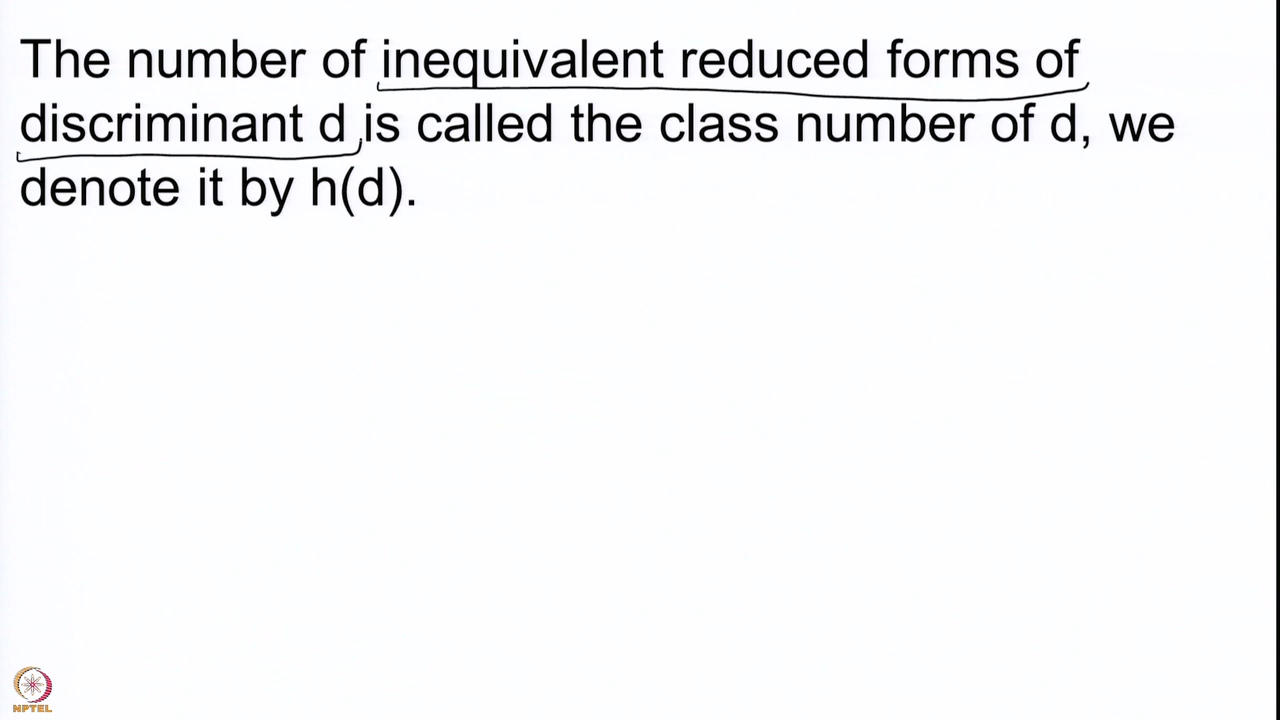 The number of inequivalent reduced forms of
discriminant d is called the class number of d, we
denote it by h(d).
NPTEL